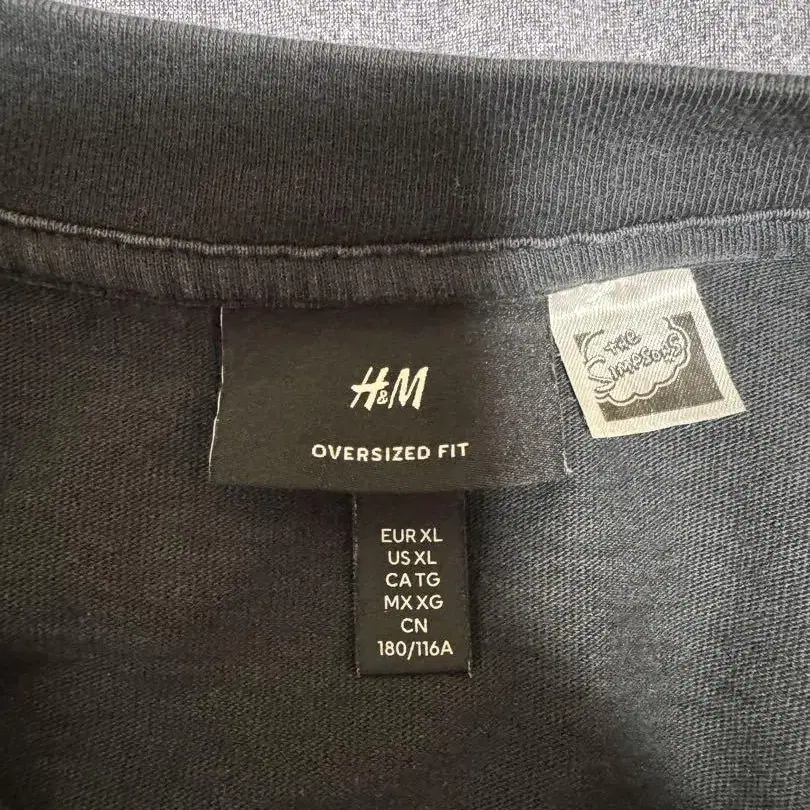 H&M
OVERSIZED FIT
THE
SIMPSONS
EUR XL
US XL
CA TG
MX XG
CN
180/116A